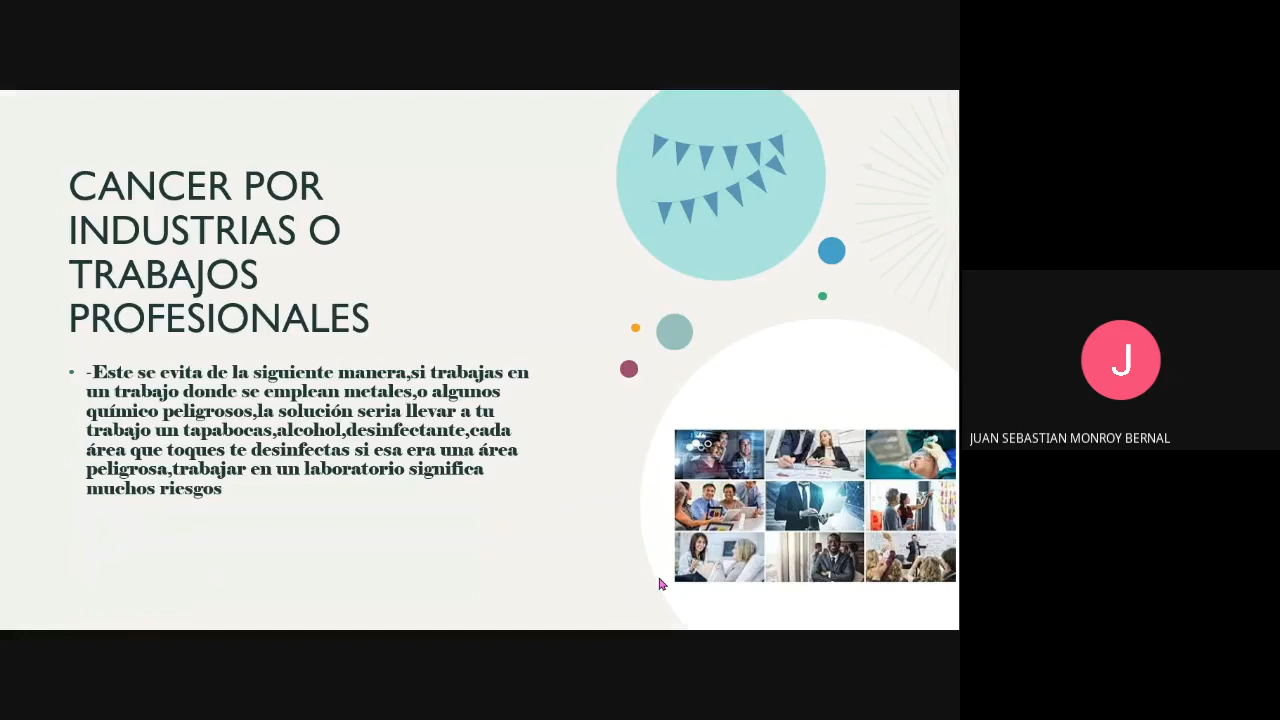 CANCER POR
INDUSTRIAS O
TRABAJOS
PROFESIONALES
• -Este se evita de la siguiente manera,si trabajas en
un trabajo donde se emplean metales,o algunos
químico peligrosos,la solución seria llevar a tu
trabajo un tapabocas,alcohol,desinfectante,cada
área que toques te desinfectas si esa era una área
peligrosa,trabajar en un laboratorio significa
muchos riesgos
J
JUAN SEBASTIAN MONROY BERNAL